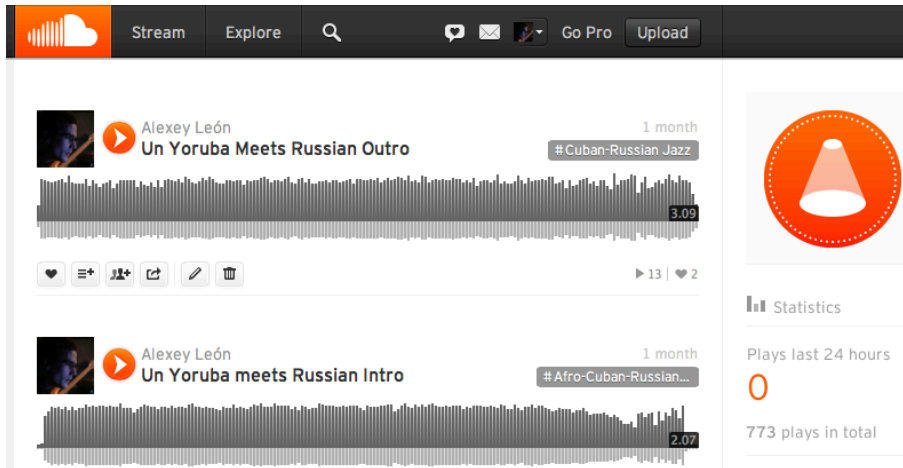 Stream Explore Go Pro Upload
Alexey León 1 month
Un Yoruba Meets Russian Outro #Cuban-Russian Jazz
3.09
13 2
Alexey León 1 month
Un Yoruba meets Russian Intro #Afro-Cuban-Russian...
2.07
Statistics
Plays last 24 hours
0
773 plays in total